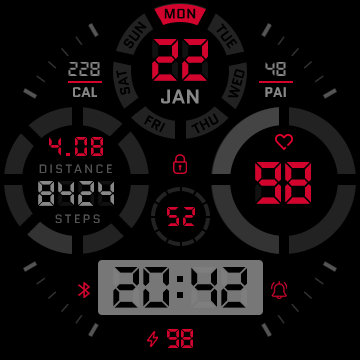 MON
SUN
TUE
SAT
WED
FRI
THU
22
JAN
228
CAL
48
PAI
4.08
DISTANCE
8424
STEPS
98
52
20:42
98